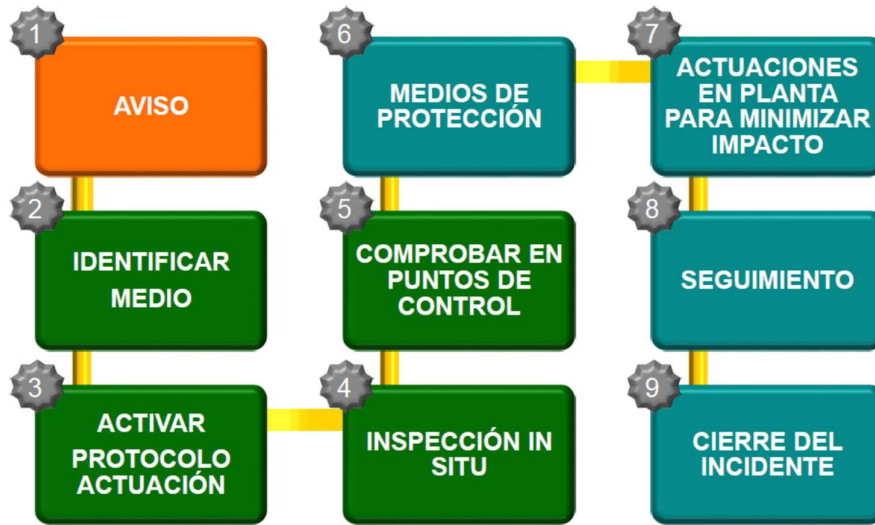 1
AVISO
2
IDENTIFICAR
MEDIO
3
ACTIVAR
PROTOCOLO
ACTUACIÓN
4
INSPECCIÓN IN
SITU
5
COMPROBAR EN
PUNTOS DE
CONTROL
6
MEDIOS DE
PROTECCIÓN
7
ACTUACIONES
EN PLANTA
PARA MINIMIZAR
IMPACTO
8
SEGUIMIENTO
9
CIERRE DEL
INCIDENTE